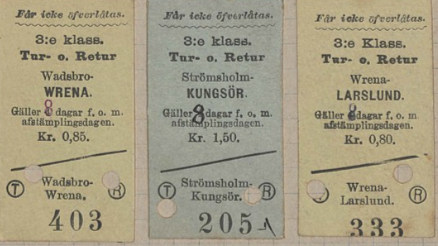 Får icke öfverlåtas.
3:e klass.
Tur- o. Retur
Wadsbro-
WRENA.
Gäller 8 dagar f. o. m.
afstämplingsdagen.
Kr. 0,85.
T Wadsbro- R
Wrena.
403
Får icke öfverlåtas.
3:e klass.
Tur- o. Retur
Strömsholm-
KUNGSÖR.
Gäller 8 dagar f. o. m.
afstämplingsdagen.
Kr. 1,50.
T Strömsholm- R
Kungsör.
205
Får icke öfverlåtas.
3:e Klass.
Tur- o. Retur
Wrena-
LARSLUND.
Gäller 8 dagar f. o. m.
afstämplingsdagen.
Kr. 0,80.
T Wrena- R
Larslund.
333